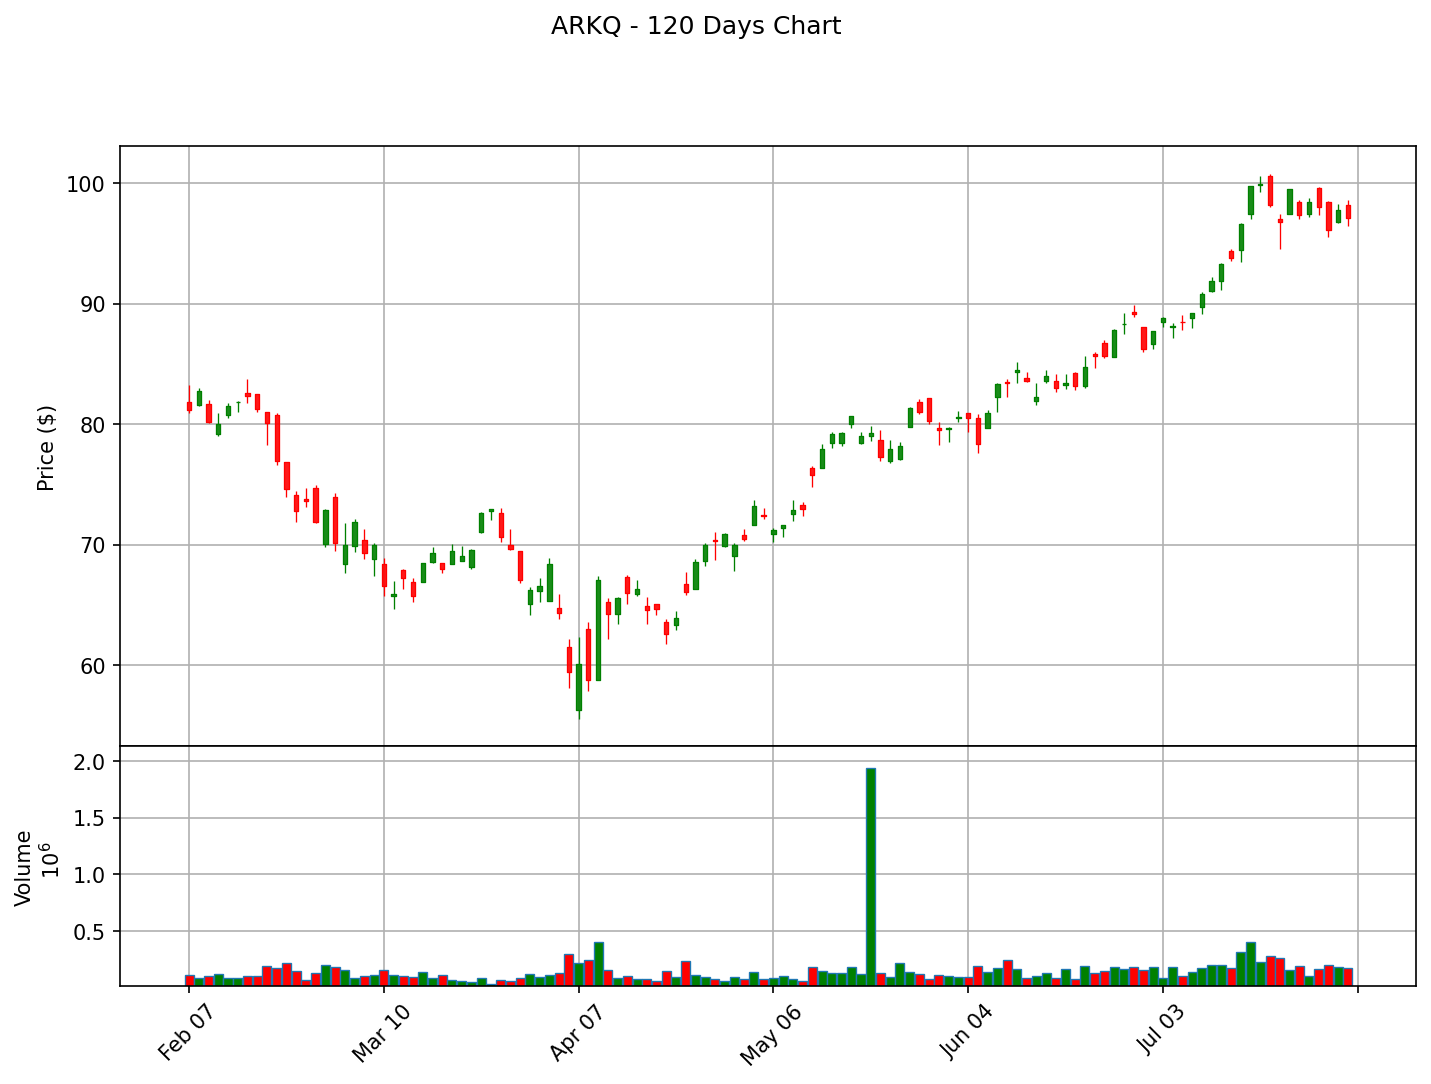 ARKQ - 120 Days Chart
Price ($)
100
90
80
70
60
Volume
10⁶
2.0
1.5
1.0
0.5
Feb 07
Mar 10
Apr 07
May 06
Jun 04
Jul 03